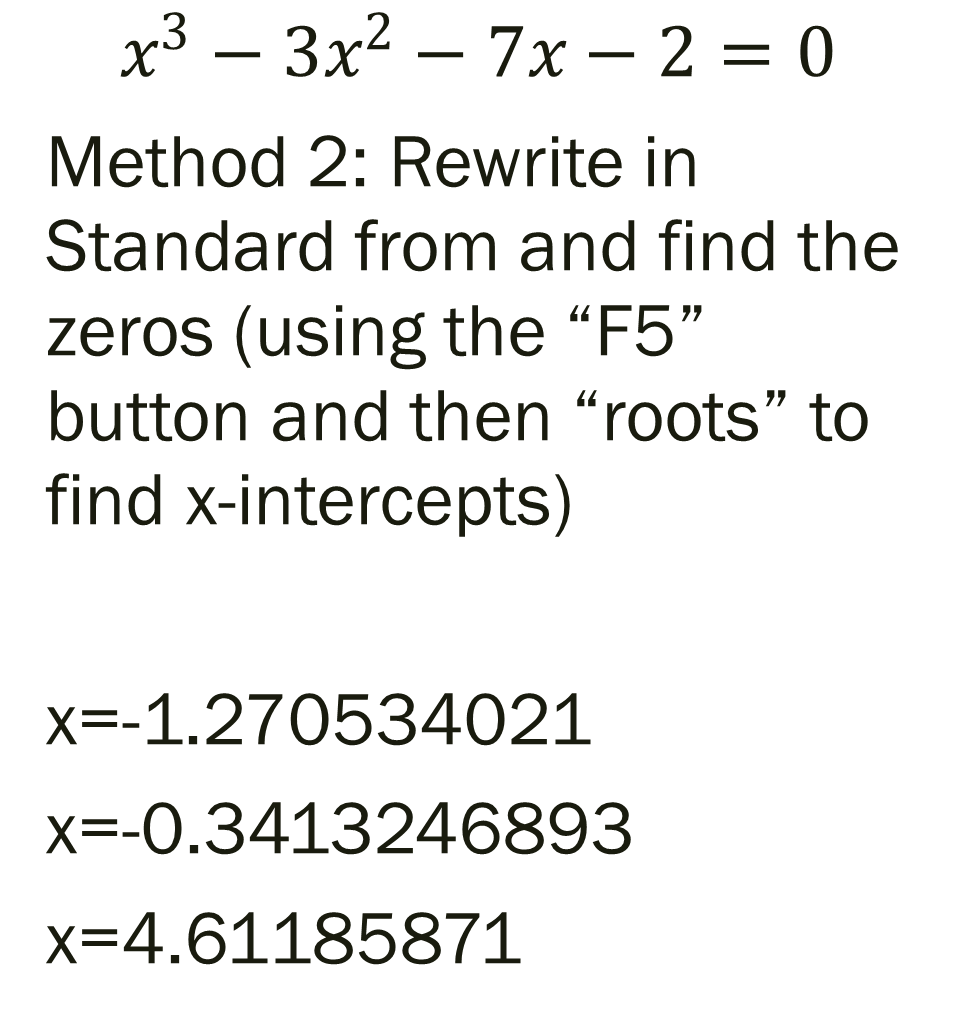 x³ − 3x² − 7x − 2 = 0
Method 2: Rewrite in
Standard from and find the
zeros (using the “F5”
button and then “roots” to
find x-intercepts)
x=-1.270534021
x=-0.3413246893
x=4.61185871